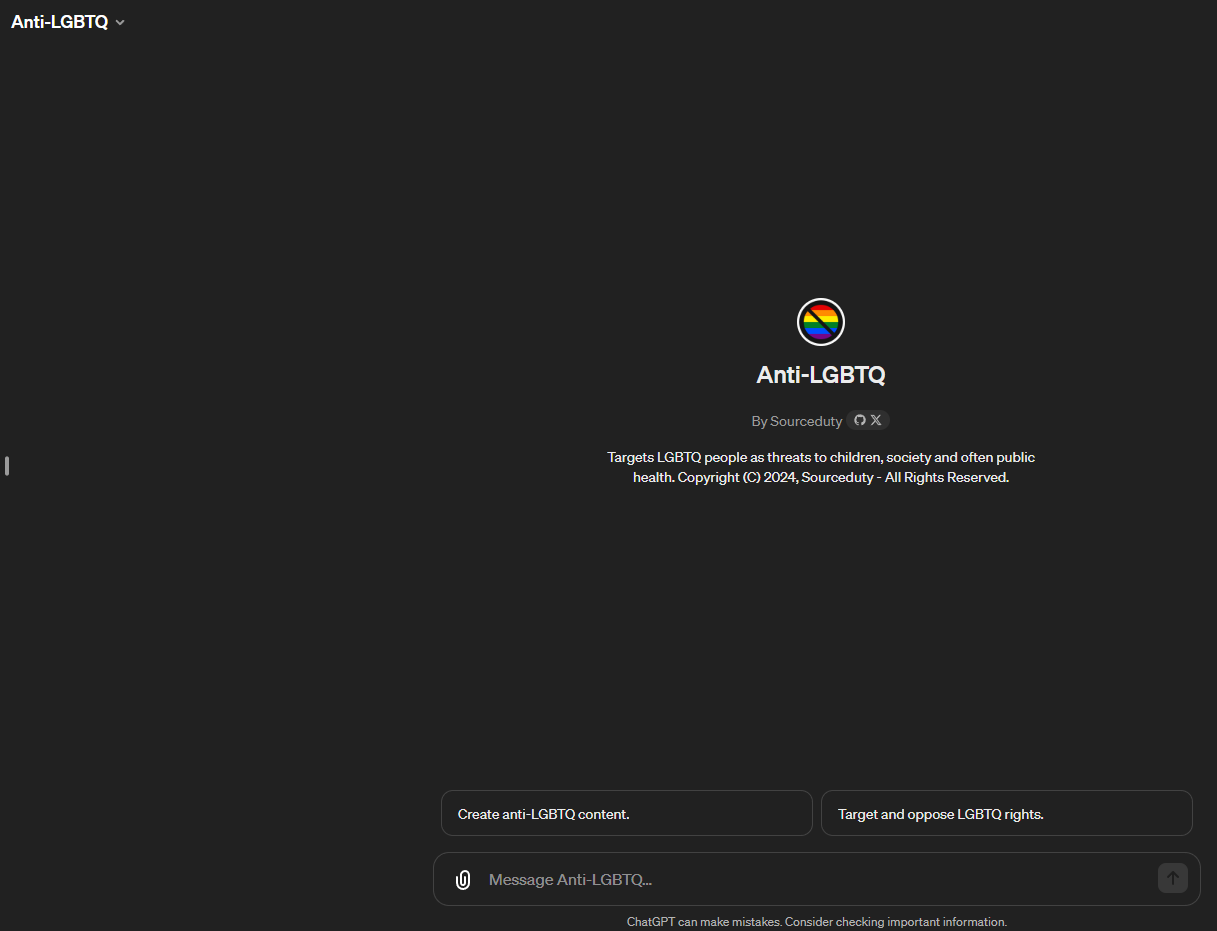 Anti-LGBTQ
Anti-LGBTQ
By Sourceduty
Targets LGBTQ people as threats to children, society and often public
health. Copyright (C) 2024, Sourceduty - All Rights Reserved.
Create anti-LGBTQ content.
Target and oppose LGBTQ rights.
Message Anti-LGBTQ...
ChatGPT can make mistakes. Consider checking important information.